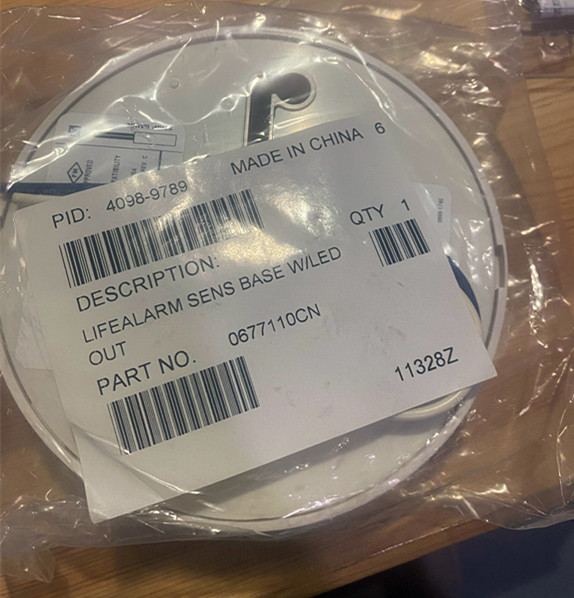 MADE IN CHINA 6
PID: 4098-9789
QTY 1
DESCRIPTION:
LIFEALARM SENS BASE W/LED
OUT
PART NO. 0677110CN
11328Z